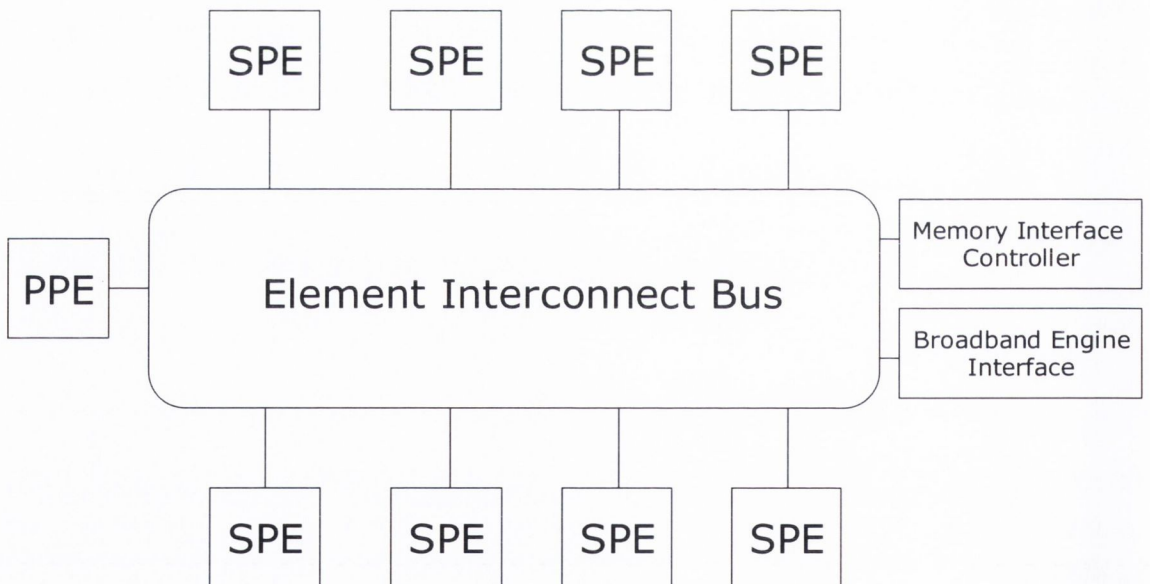 SPE
SPE
SPE
SPE
PPE
Element Interconnect Bus
Memory Interface
Controller
Broadband Engine
Interface
SPE
SPE
SPE
SPE